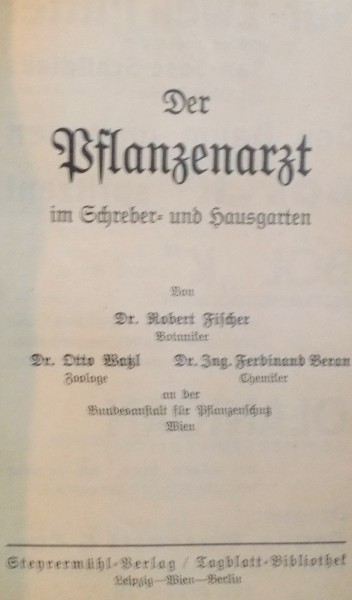 Der
Pflanzenarzt
im Schreber- und Hausgarten
Von
Dr. Robert Fischer
Botaniker
Dr. Otto Watzl Dr. Ing. Ferdinand Beran
Zoologe Chemiker
an der
Bundesanstalt für Pflanzenschutz
Wien
Steyrermühl-Verlag / Tagblatt-Bibliothek
Leipzig—Wien—Berlin